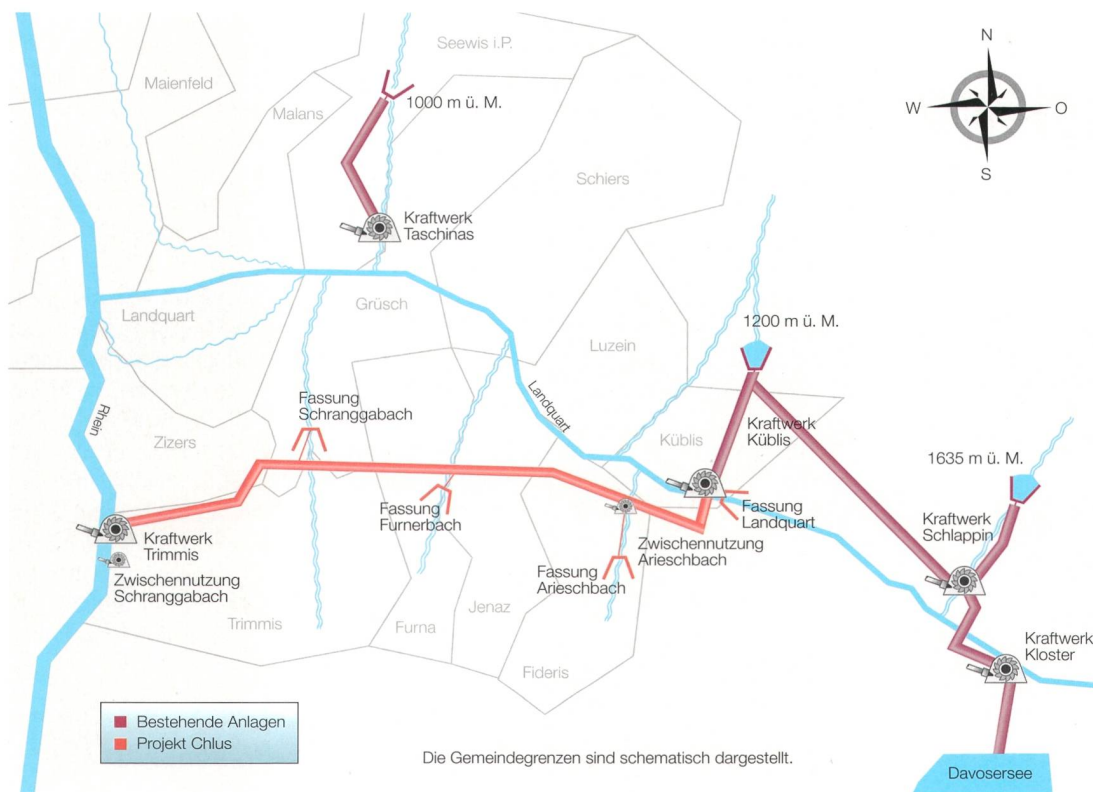 Seewis i.P.
N
Maienfeld
1000 m ü. M.
Malans
W
O
S
Schiers
Kraftwerk
Taschinas
Grüsch
Landquart
1200 m ü. M.
Luzein
Rhein
Landquart
Fassung
Schranggabach
Zizers
Küblis
Kraftwerk
Küblis
1635 m ü. M.
Fassung
Furnerbach
Fassung
Landquart
Kraftwerk
Schlappin
Kraftwerk
Trimmis
Zwischennutzung
Arieschbach
Zwischennutzung
Schranggabach
Fassung
Arieschbach
Jenaz
Trimmis
Furna
Fideris
Kraftwerk
Kloster
Bestehende Anlagen
Projekt Chlus
Die Gemeindegrenzen sind schematisch dargestellt.
Davosersee